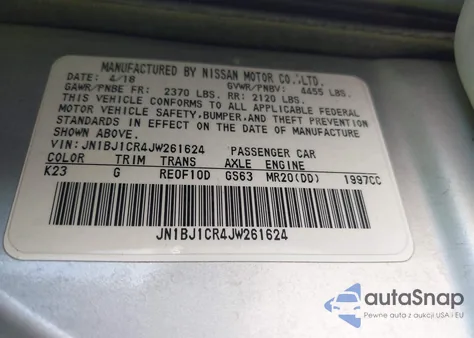 MANUFACTURED BY NISSAN MOTOR CO.,LTD.
DATE: 4/18 GVWR/PNBV: 4455 LBS.
GAWR/PNBE FR: 2370 LBS. RR: 2120 LBS.
THIS VEHICLE CONFORMS TO ALL APPLICABLE FEDERAL
MOTOR VEHICLE SAFETY,BUMPER,AND THEFT PREVENTION
STANDARDS IN EFFECT ON THE DATE OF MANUFACTURE
SHOWN ABOVE.
VIN: JN1BJ1CR4JW261624 PASSENGER CAR
COLOR TRIM TRANS AXLE ENGINE
K23 G RE0F10D GS63 MR20(DD) 1997CC
JN1BJ1CR4JW261624
autoSnap
Pewne auta z aukcji USA i EU